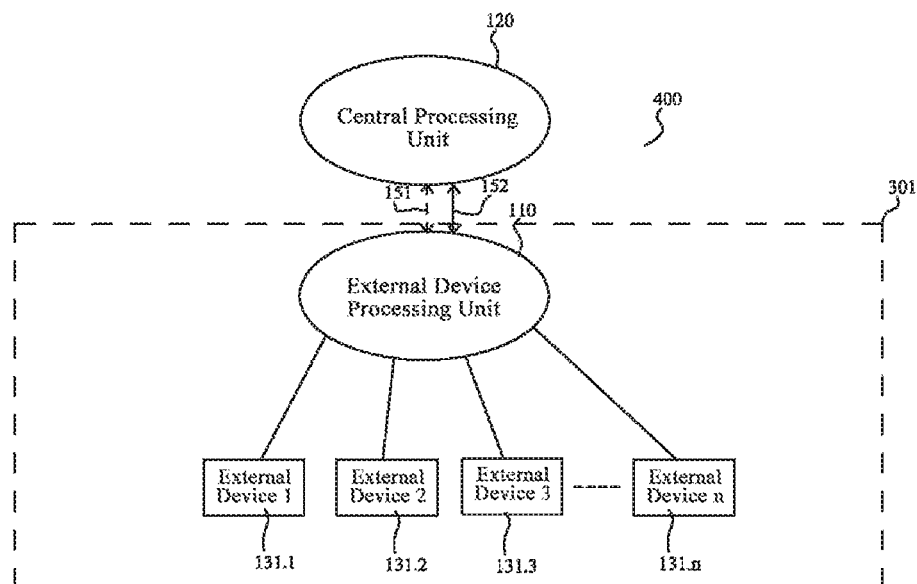 120
Central Processing
Unit
400
301
151
152
110
External Device
Processing Unit
External
Device 1
External
Device 2
External
Device 3
External
Device n
131.1
131.2
131.3
131.n